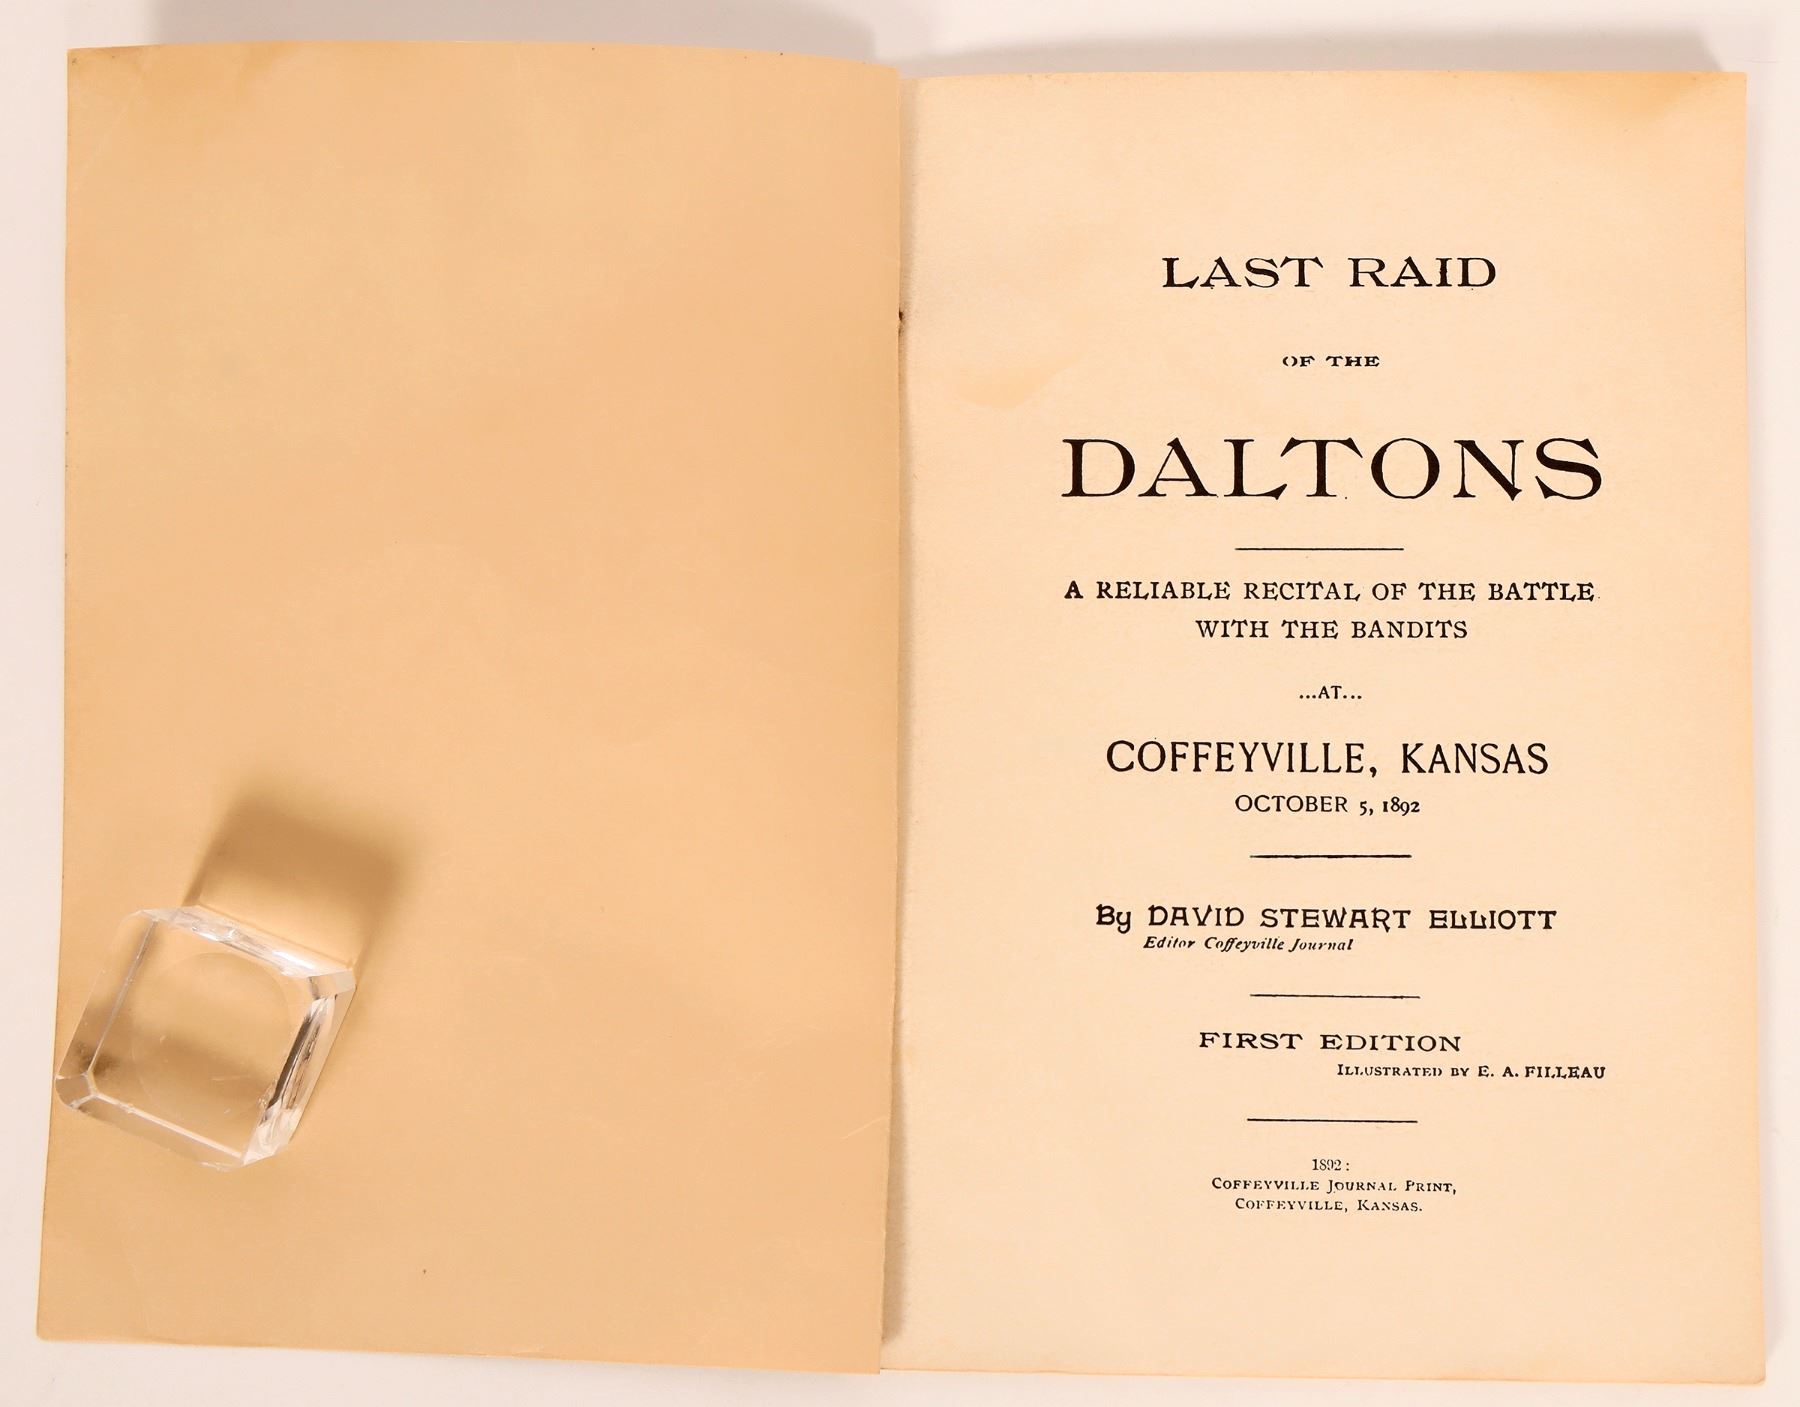 LAST RAID
OF THE
DALTONS
A RELIABLE RECITAL OF THE BATTLE
WITH THE BANDITS
...AT...
COFFEYVILLE, KANSAS
OCTOBER 5, 1892
By DAVID STEWART ELLIOTT
Editor Coffeyville Journal
FIRST EDITION
ILLUSTRATED BY E. A. FILLEAU
1892:
COFFEYVILLE JOURNAL PRINT,
COFFEYVILLE, KANSAS.